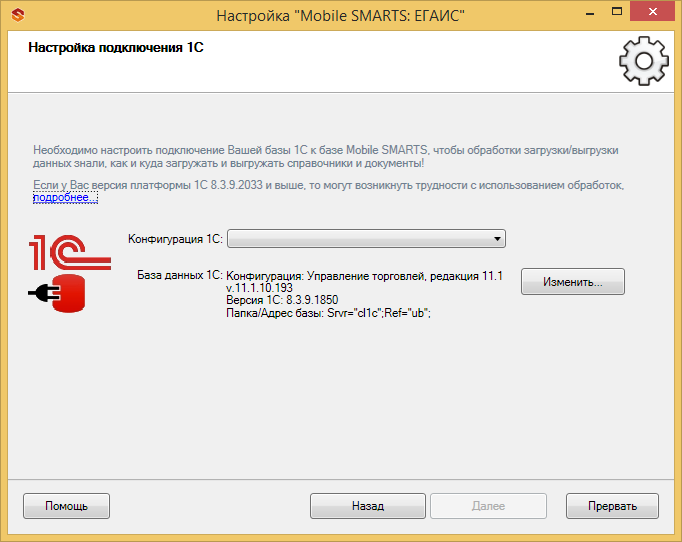 Настройка "Mobile SMARTS: ЕГАИС"
Настройка подключения 1С
Необходимо настроить подключение Вашей базы 1С к базе Mobile SMARTS, чтобы обработки загрузки/выгрузки
данных знали, как и куда загружать и выгружать справочники и документы!
Если у Вас версия платформы 1С 8.3.9.2033 и выше, то могут возникнуть трудности с использованием обработок,
подробнее...
1С
Конфигурация 1С:
База данных 1С: Конфигурация: Управление торговлей, редакция 11.1
v.11.1.10.193
Версия 1С: 8.3.9.1850
Папка/Адрес базы: Srvr="cl1c";Ref="ub";
Изменить...
Помощь Назад Далее Прервать